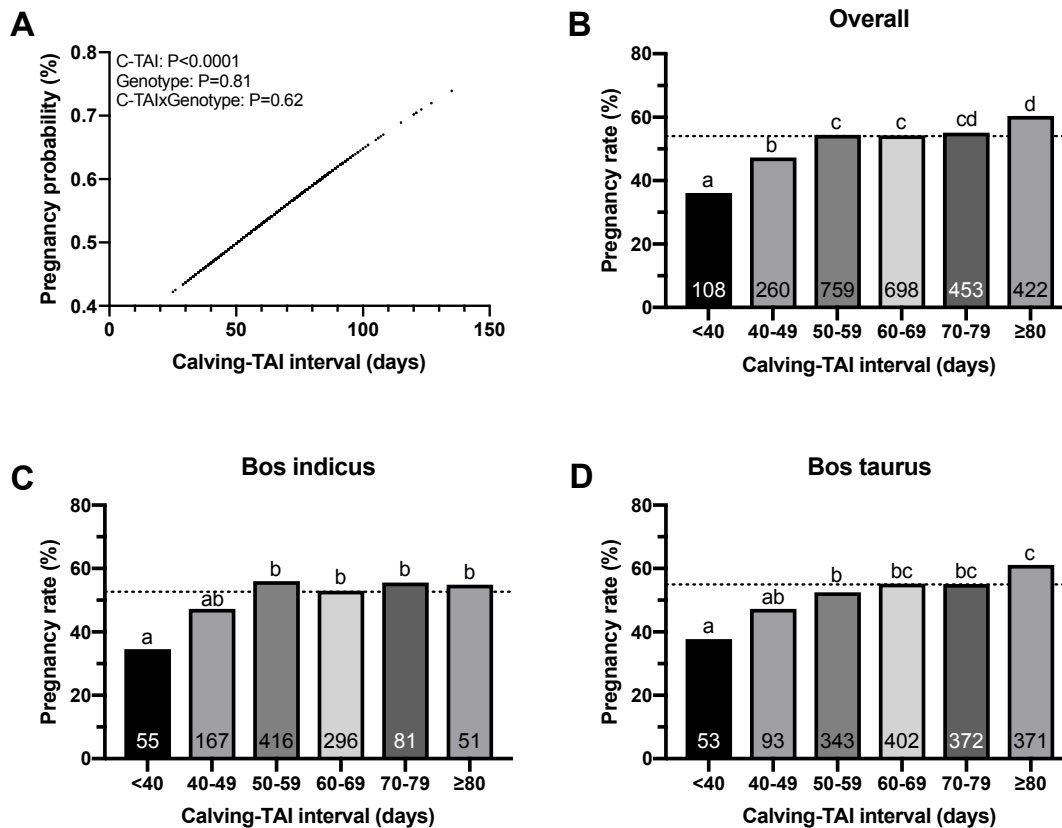 A
Pregnancy probability (%)
0.8
0.7
0.6
0.5
0.4
C-TAI: P<0.0001
Genotype: P=0.81
C-TAIxGenotype: P=0.62
0 50 100 150
Calving-TAI interval (days)
B
Overall
Pregnancy rate (%)
80
60
40
20
0
a b c c cd d
108 260 759 698 453 422
<40 40-49 50-59 60-69 70-79 ≥80
Calving-TAI interval (days)
C
Bos indicus
Pregnancy rate (%)
80
60
40
20
0
a ab b b b b
55 167 416 296 81 51
<40 40-49 50-59 60-69 70-79 ≥80
Calving-TAI interval (days)
D
Bos taurus
Pregnancy rate (%)
80
60
40
20
0
a ab b bc bc c
53 93 343 402 372 371
<40 40-49 50-59 60-69 70-79 ≥80
Calving-TAI interval (days)